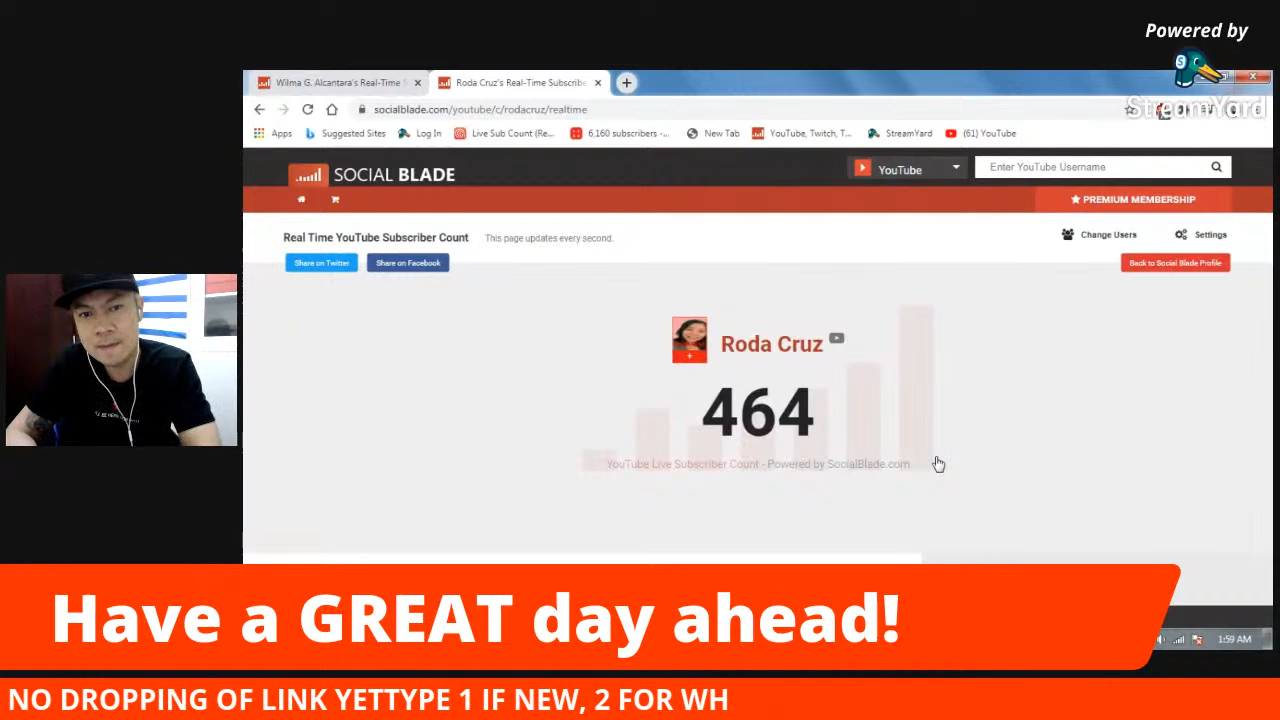 Powered by
StreamYard
Wilma G. Alcantara's Real-Time S
Roda Cruz's Real-Time Subscribe
socialblade.com/youtube/c/rodacruz/realtime
Apps
Suggested Sites
Log In
Live Sub Count (Re...
6,160 subscribers -...
New Tab
YouTube, Twitch, T...
StreamYard
(61) YouTube
SOCIAL BLADE
YouTube
Enter YouTube Username
PREMIUM MEMBERSHIP
Real Time YouTube Subscriber Count
This page updates every second.
Change Users
Settings
Share on Twitter
Share on Facebook
Back to Social Blade Profile
Roda Cruz
464
YouTube Live Subscriber Count - Powered by SocialBlade.com
Have a GREAT day ahead!
1:59 AM
NO DROPPING OF LINK YETTYPE 1 IF NEW, 2 FOR WH